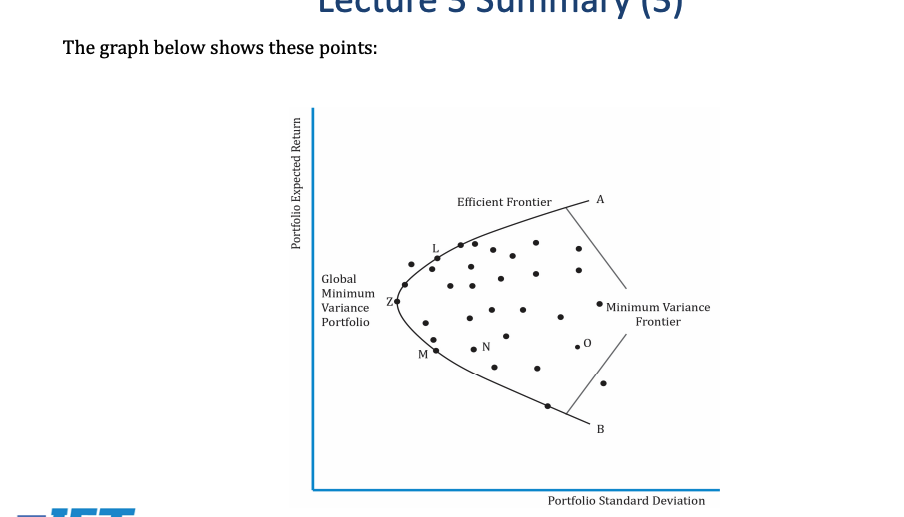 Lecture 3 Summary (3)
The graph below shows these points:
Portfolio Expected Return
Efficient Frontier
A
L
Global
Minimum
Variance
Portfolio
Z
Minimum Variance
Frontier
M
N
O
B
Portfolio Standard Deviation